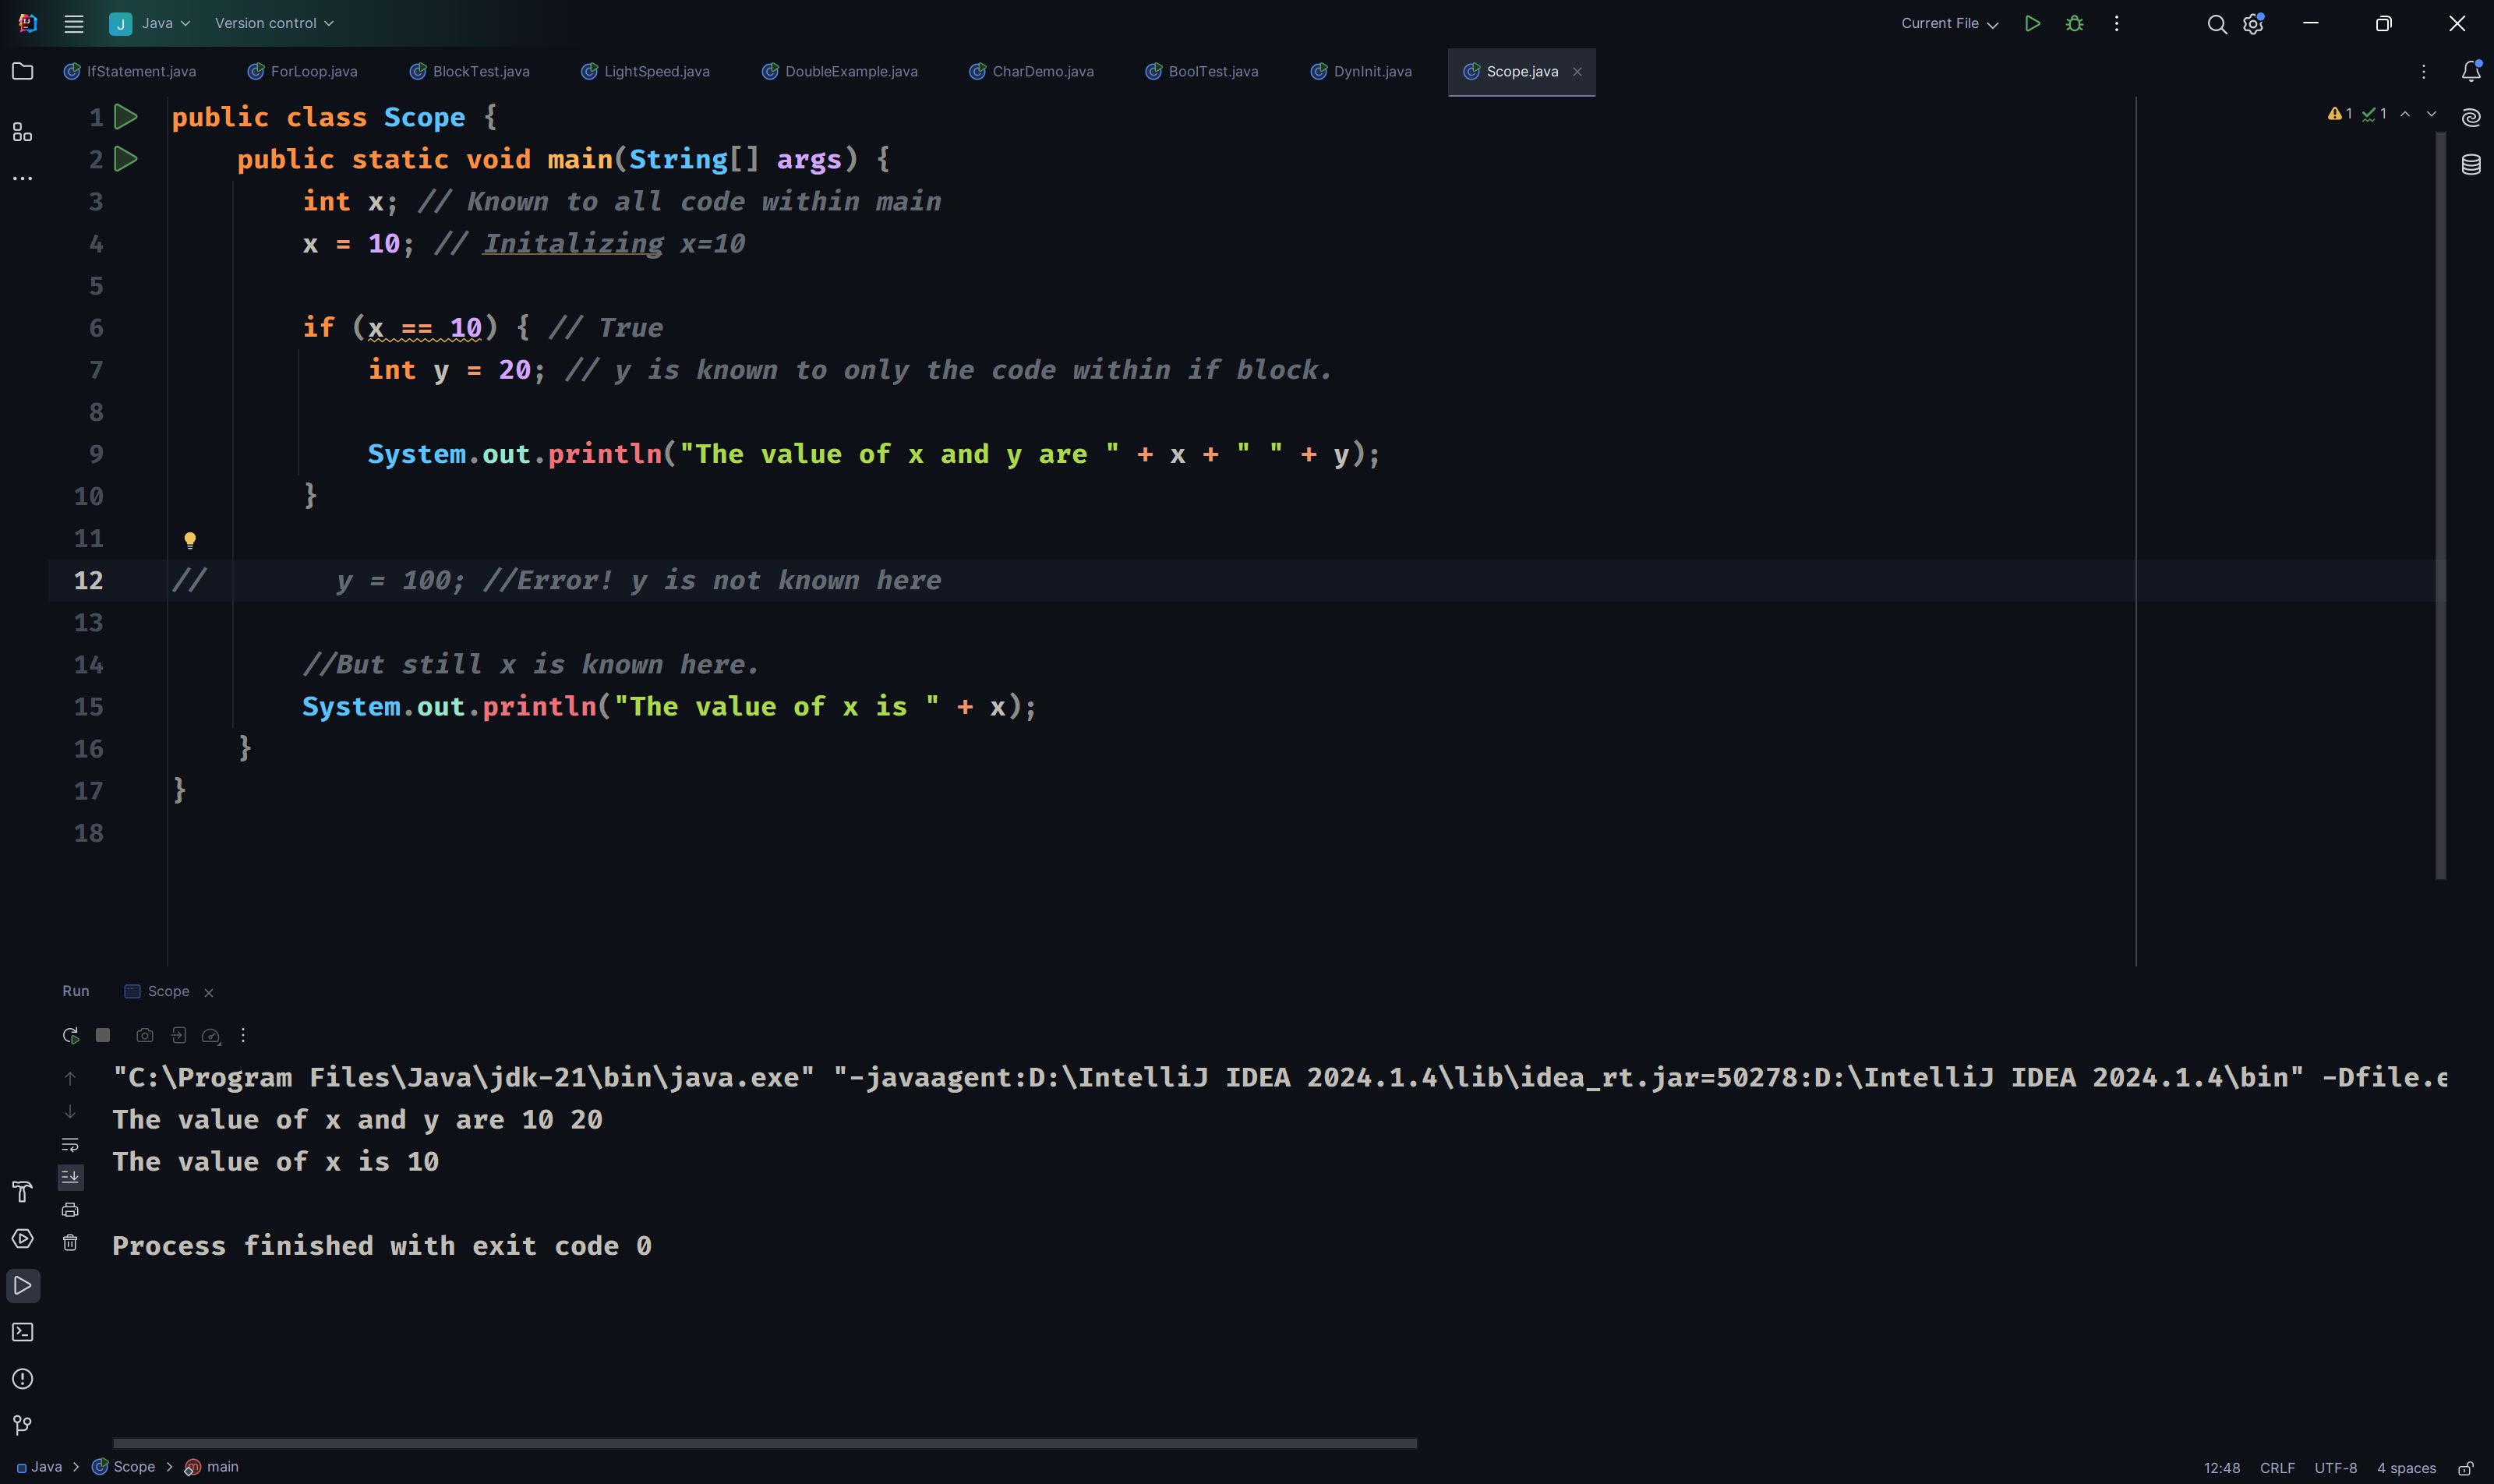 J Java Version control Current File
IfStatement.java ForLoop.java BlockTest.java LightSpeed.java DoubleExample.java CharDemo.java BoolTest.java DynInit.java Scope.java
1 public class Scope {
2 public static void main(String[] args) {
3 int x; // Known to all code within main
4 x = 10; // Initalizing x=10
5
6 if (x == 10) { // True
7 int y = 20; // y is known to only the code within if block.
8
9 System.out.println("The value of x and y are " + x + " " + y);
10 }
11
12 // y = 100; //Error! y is not known here
13
14 //But still x is known here.
15 System.out.println("The value of x is " + x);
16 }
17 }
18
1 1
Run Scope
"C:\Program Files\Java\jdk-21\bin\java.exe" "-javaagent:D:\IntelliJ IDEA 2024.1.4\lib\idea_rt.jar=50278:D:\IntelliJ IDEA 2024.1.4\bin" -Dfile.e
The value of x and y are 10 20
The value of x is 10
Process finished with exit code 0
Java > Scope > main 12:48 CRLF UTF-8 4 spaces